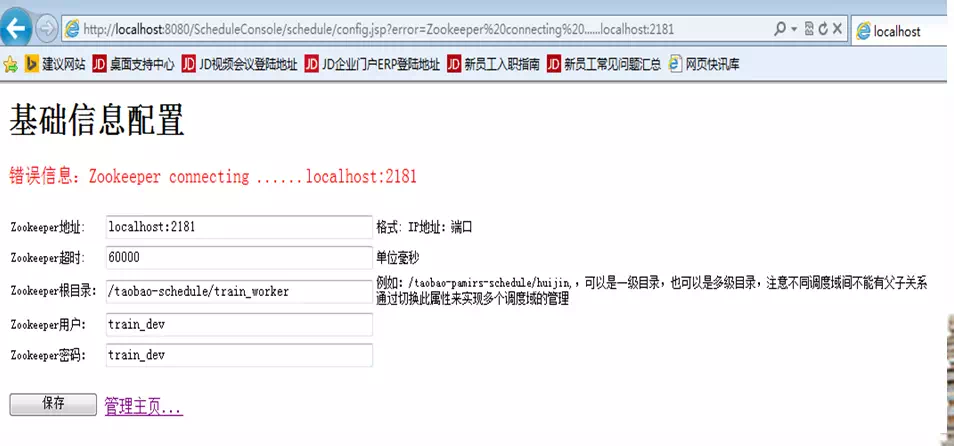 http://localhost:8080/ScheduleConsole/schedule/config.jsp?error=Zookeeper%20connecting%20......localhost:2181
localhost
建议网站 JD 桌面支持中心 JD JD视频会议登陆地址 JD JD企业门户ERP登陆地址 JD 新员工入职指南 JD 新员工常见问题汇总 网页快讯库
基础信息配置
错误信息: Zookeeper connecting ......localhost:2181
Zookeeper地址: localhost:2181 格式: IP地址: 端口
Zookeeper超时: 60000 单位毫秒
Zookeeper根目录: /taobao-schedule/train_worker 例如: /taobao-pamirs-schedule/huijin,, 可以是一级目录, 也可以是多级目录, 注意不同调度域间不能有父子关系
通过切换此属性来实现多个调度域的管理
Zookeeper用户: train_dev
Zookeeper密码: train_dev
保存 管理主页...